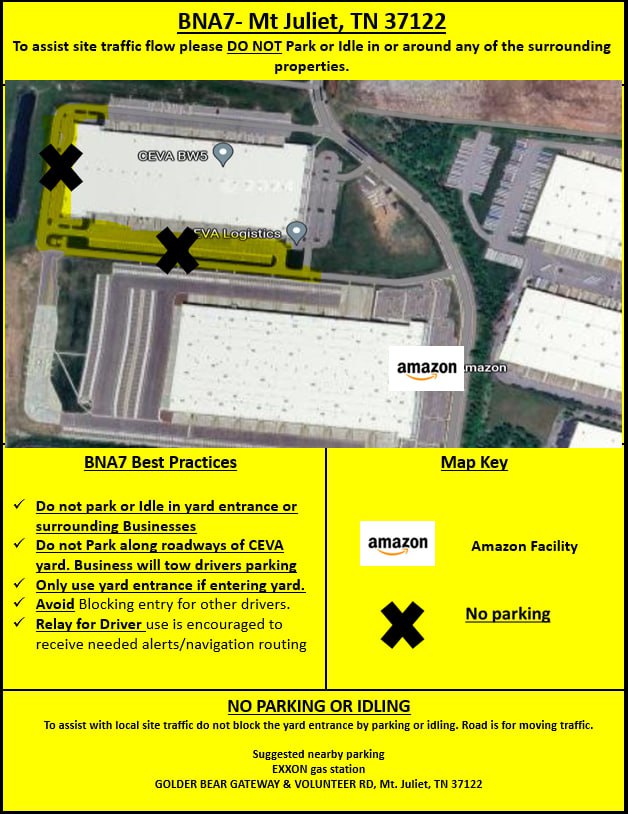 BNA7- Mt Juliet, TN 37122
To assist site traffic flow please DO NOT Park or Idle in or around any of the surrounding
properties.
CEVA BW5
EVA Logistics
amazon
mazon
BNA7 Best Practices
✓ Do not park or Idle in yard entrance or
surrounding Businesses
✓ Do not Park along roadways of CEVA
yard. Business will tow drivers parking
✓ Only use yard entrance if entering yard.
✓ Avoid Blocking entry for other drivers.
✓ Relay for Driver use is encouraged to
receive needed alerts/navigation routing
Map Key
amazon
Amazon Facility
No parking
NO PARKING OR IDLING
To assist with local site traffic do not block the yard entrance by parking or idling. Road is for moving traffic.
Suggested nearby parking
EXXON gas station
GOLDER BEAR GATEWAY & VOLUNTEER RD, Mt. Juliet, TN 37122